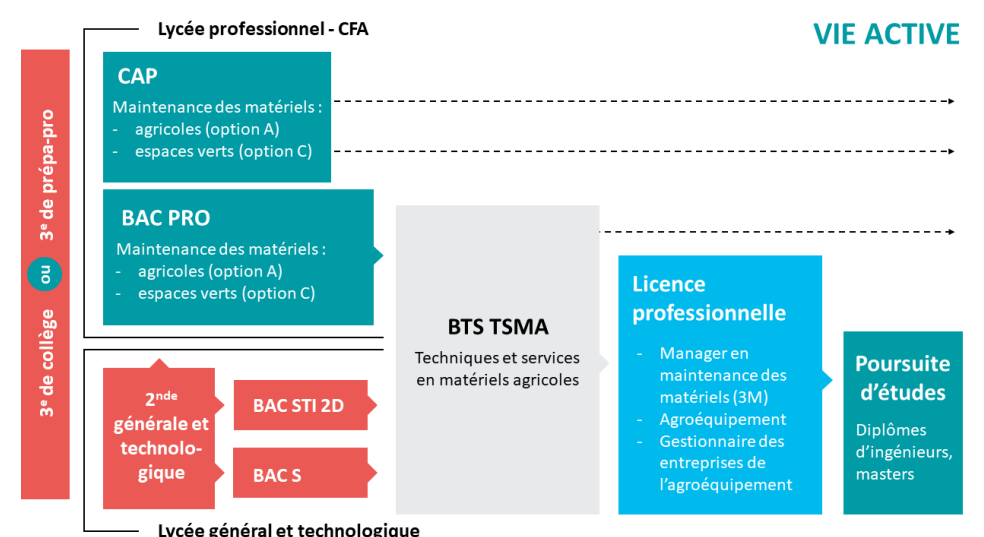 Lycée professionnel - CFA
VIE ACTIVE
3e de collège ou 3e de prépa-pro
CAP
Maintenance des matériels :
- agricoles (option A)
- espaces verts (option C)
BAC PRO
Maintenance des matériels :
- agricoles (option A)
- espaces verts (option C)
2nde
générale et
technolo-
gique
BAC STI 2D
BAC S
Lycée général et technologique
BTS TSMA
Techniques et services
en matériels agricoles
Licence
professionnelle
- Manager en
maintenance des
matériels (3M)
- Agroéquipement
- Gestionnaire des
entreprises de
l’agroéquipement
Poursuite
d’études
Diplômes
d’ingénieurs,
masters